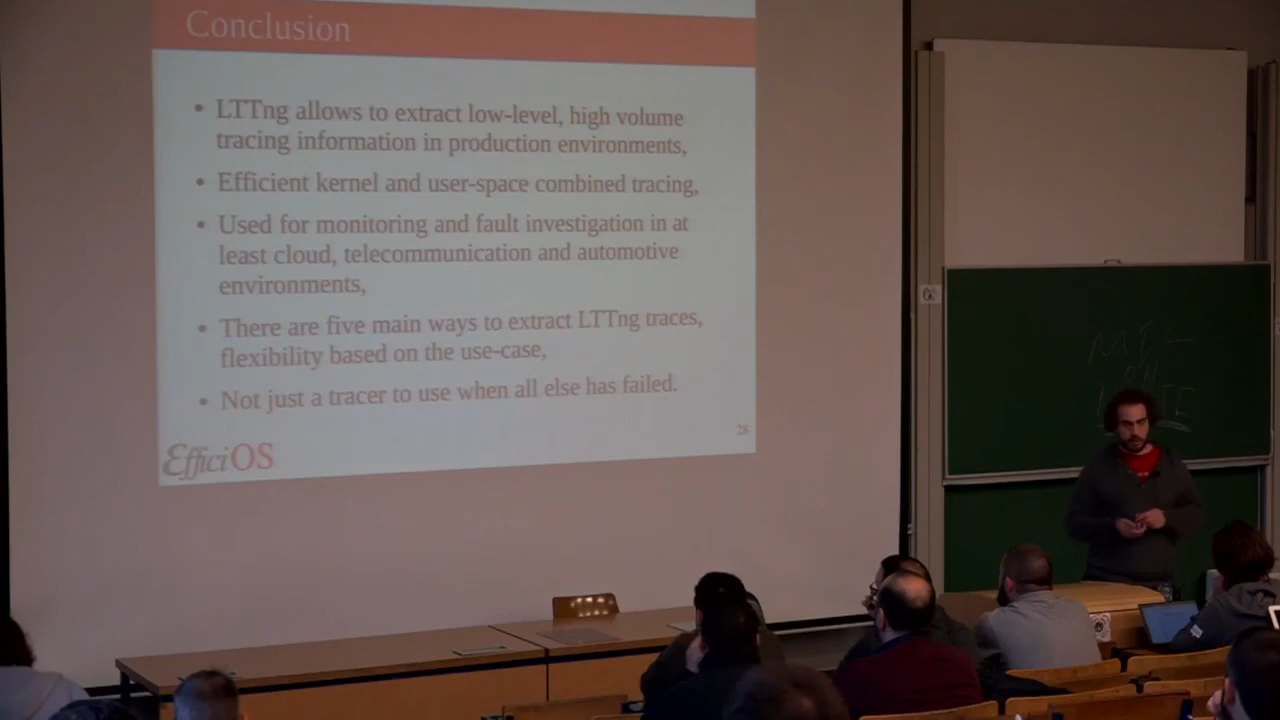 Conclusion
• LTTng allows to extract low-level, high volume
tracing information in production environments,
• Efficient kernel and user-space combined tracing,
• Used for monitoring and fault investigation in at
least cloud, telecommunication and automotive
environments,
• There are five main ways to extract LTTng traces,
flexibility based on the use-case,
• Not just a tracer to use when all else has failed.
28
EfficiOS
ON